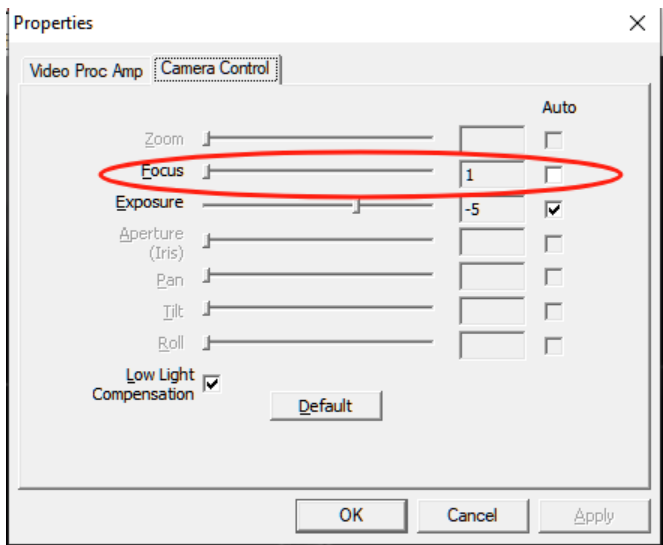 Properties
Video Proc Amp
Camera Control
Auto
Zoom
Focus
1
Exposure
-5
Aperture
(Iris)
Pan
Tilt
Roll
Low Light
Compensation
Default
OK
Cancel
Apply